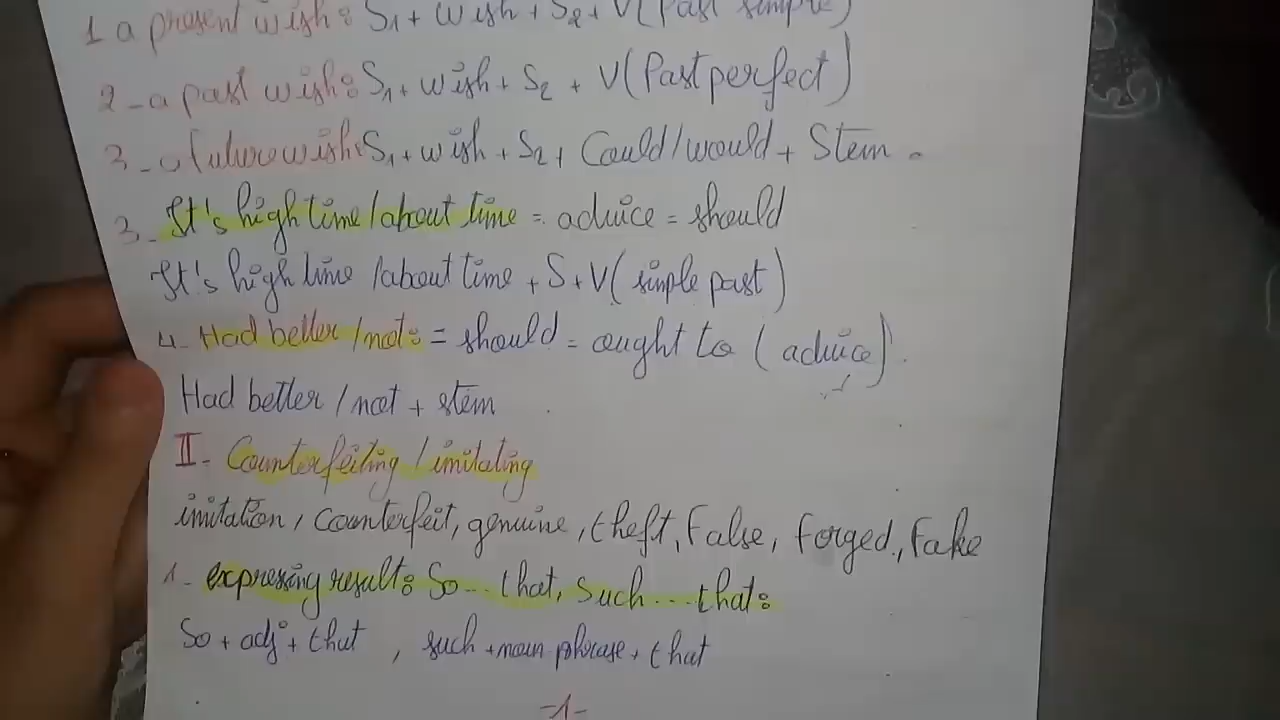 1 a present wish: S1 + wish + S2 + V(Past simple)
2 - a past wish: S1 + wish + S2 + V(Past perfect)
3 - a future wish: S1 + wish + S2 + Could/would + Stem.
3 - It's high time / about time = advice = should
It's high time / about time + S + V( simple past )
4 - Had better / not: = should = ought to ( advice ).
Had better / not + stem
II - Counterfeiting / imitating
imitation, Counterfeit, genuine, theft, False, Forged, Fake
1 - expressing result: So...that, Such...that:
So + adj + that , such + noun phrase + that
-1-